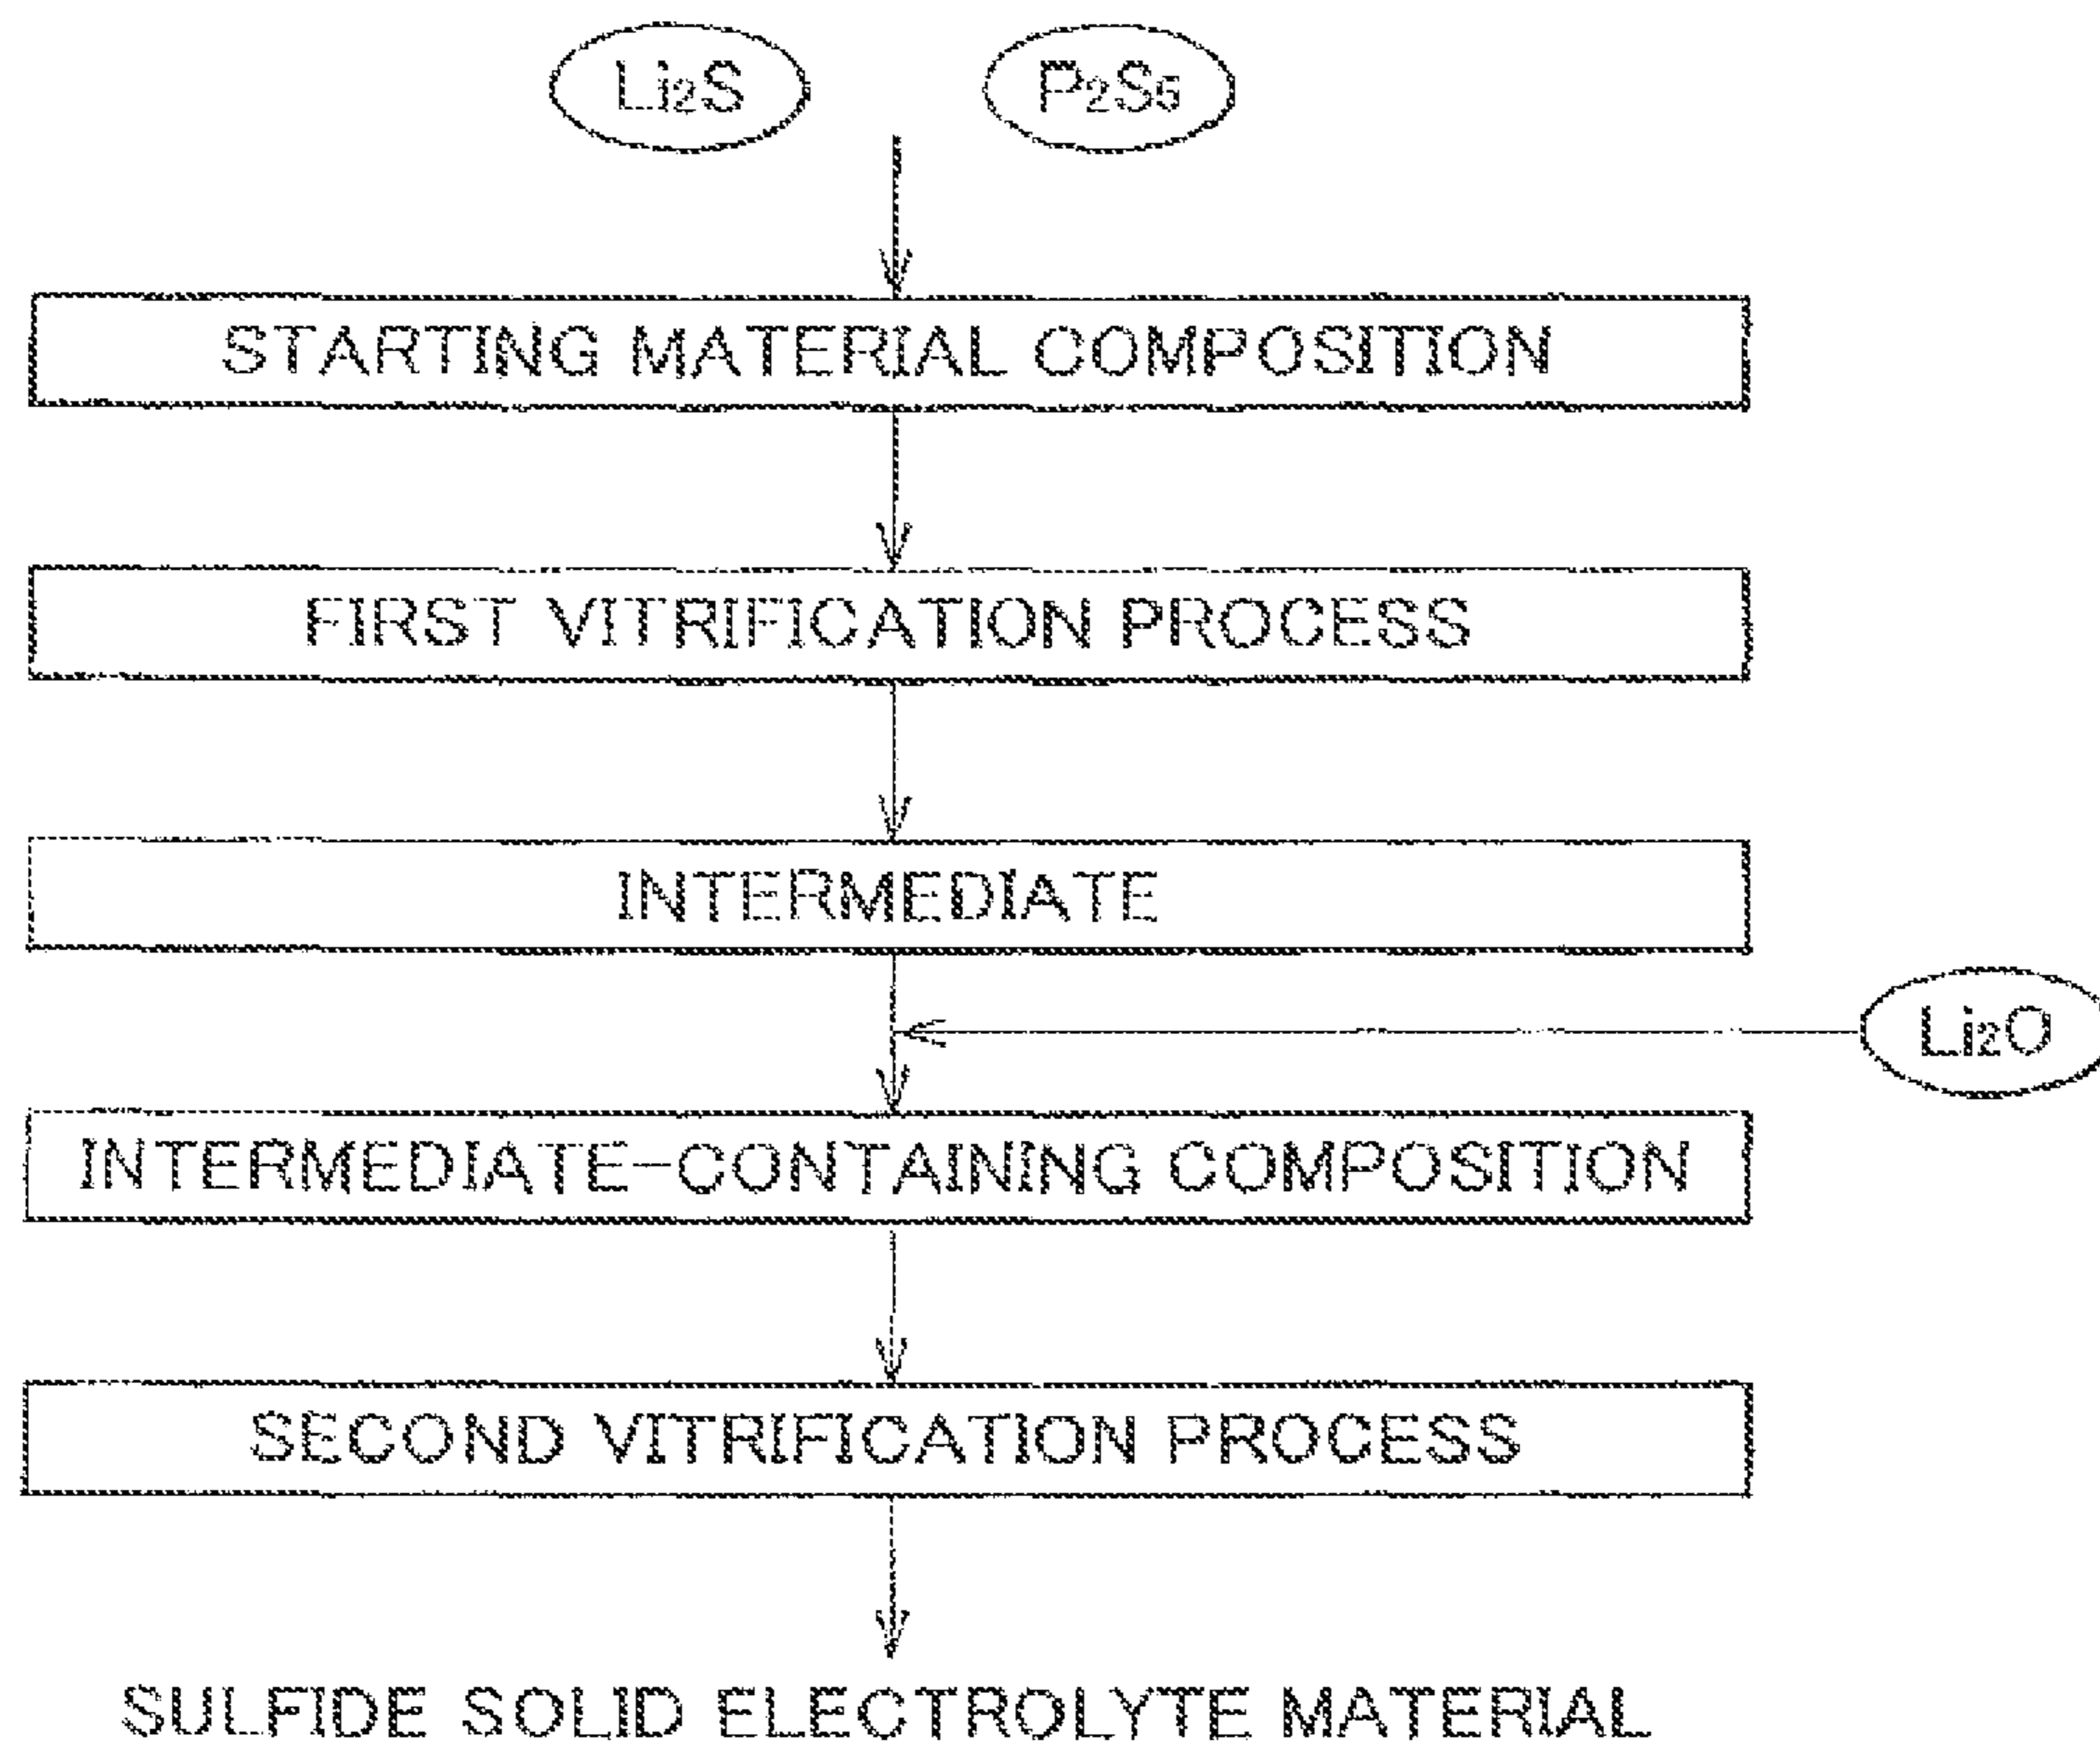 Li₂S P₂S₅
STARTING MATERIAL COMPOSITION
FIRST VITRIFICATION PROCESS
INTERMEDIATE
Li₂O
INTERMEDIATE-CONTAINING COMPOSITION
SECOND VITRIFICATION PROCESS
SULFIDE SOLID ELECTROLYTE MATERIAL